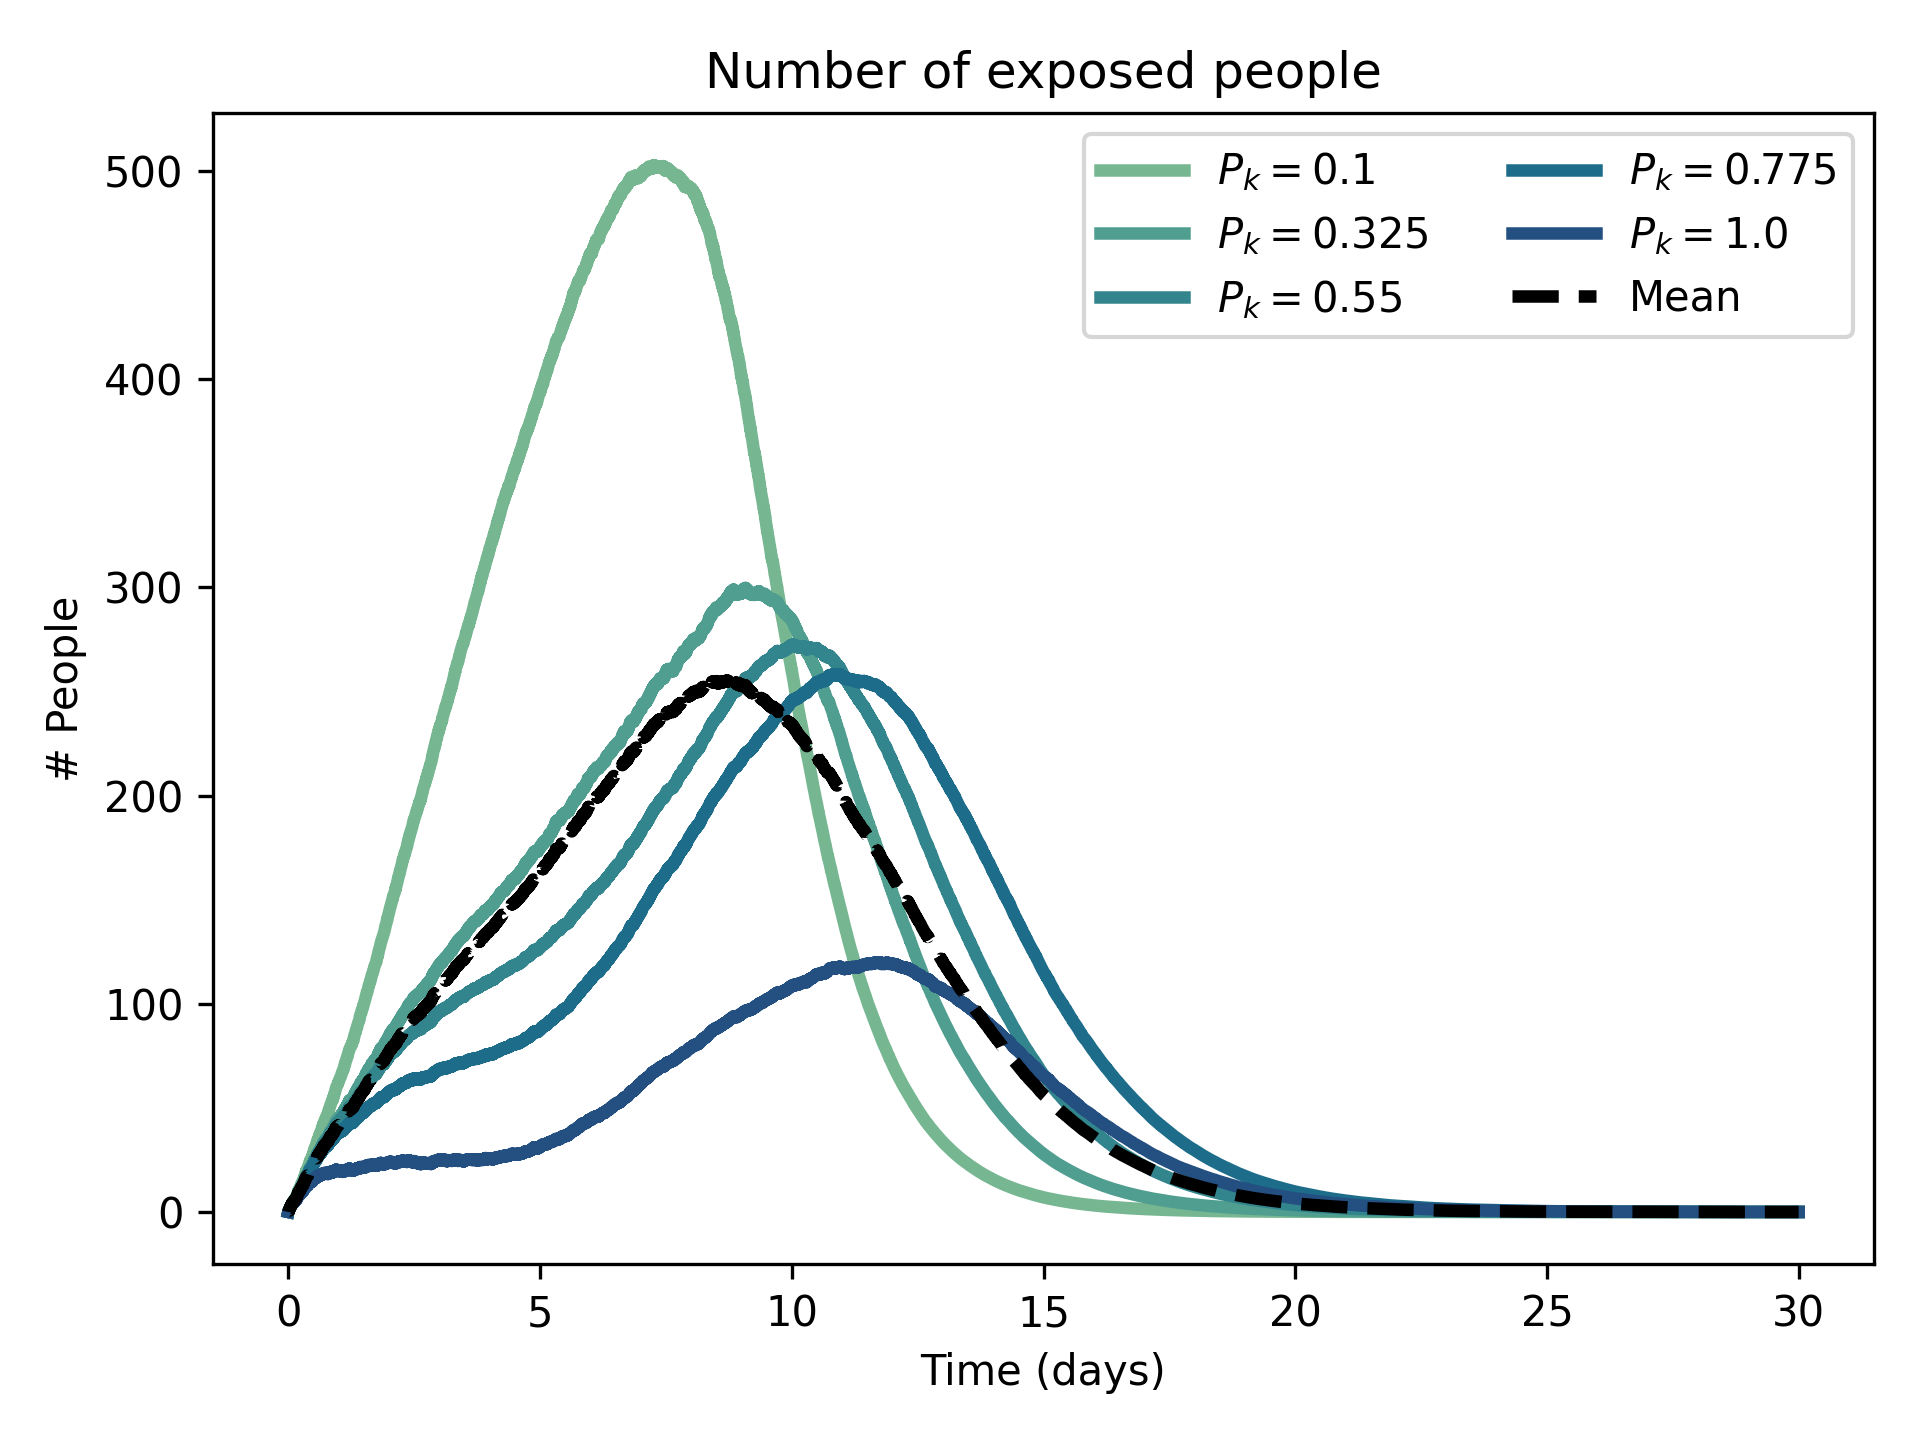 Number of exposed people
# People
500
400
300
200
100
0
P_k = 0.1
P_k = 0.325
P_k = 0.55
P_k = 0.775
P_k = 1.0
Mean
0 5 10 15 20 25 30
Time (days)